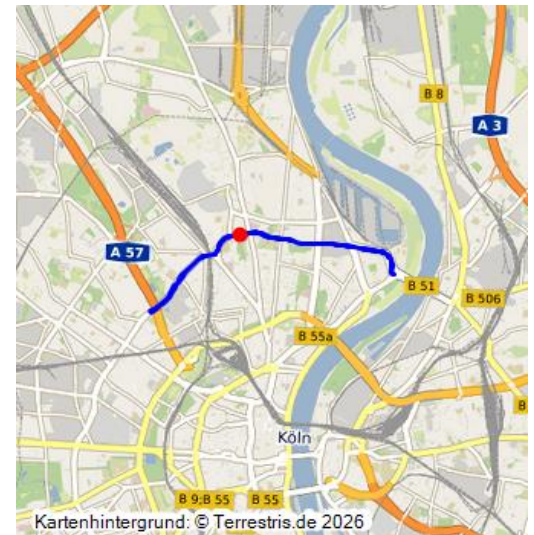 B 8
A 3
A 57
B 51
B 506
B 55a
B
Köln
B 9;B 55
B 55
Kartenhintergrund: © Terrestris.de 2026